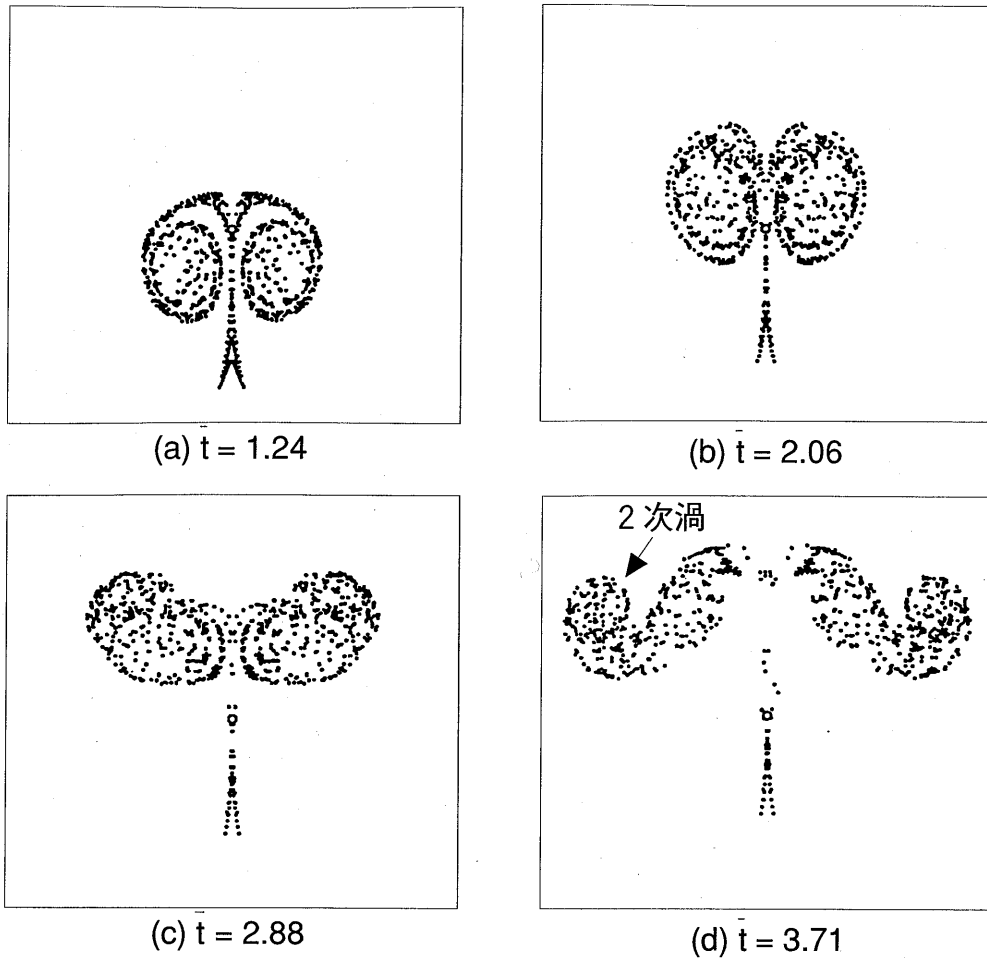 (a) t̄ = 1.24
(b) t̄ = 2.06
2 次渦
(c) t̄ = 2.88
(d) t̄ = 3.71